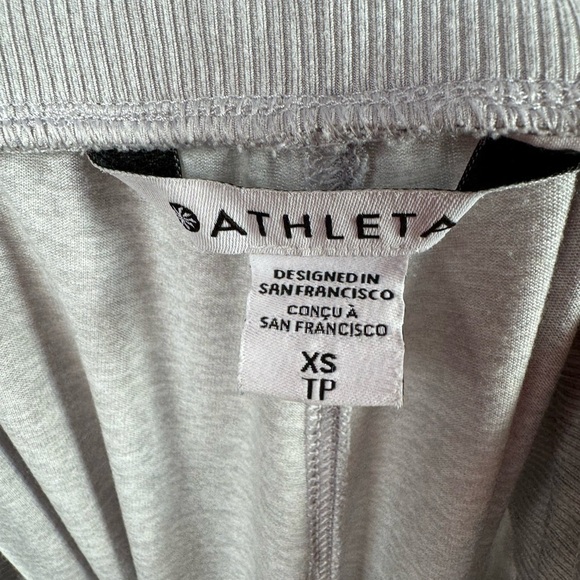 ATHLETA
DESIGNED IN
SAN FRANCISCO
CONÇU À
SAN FRANCISCO
XS
TP